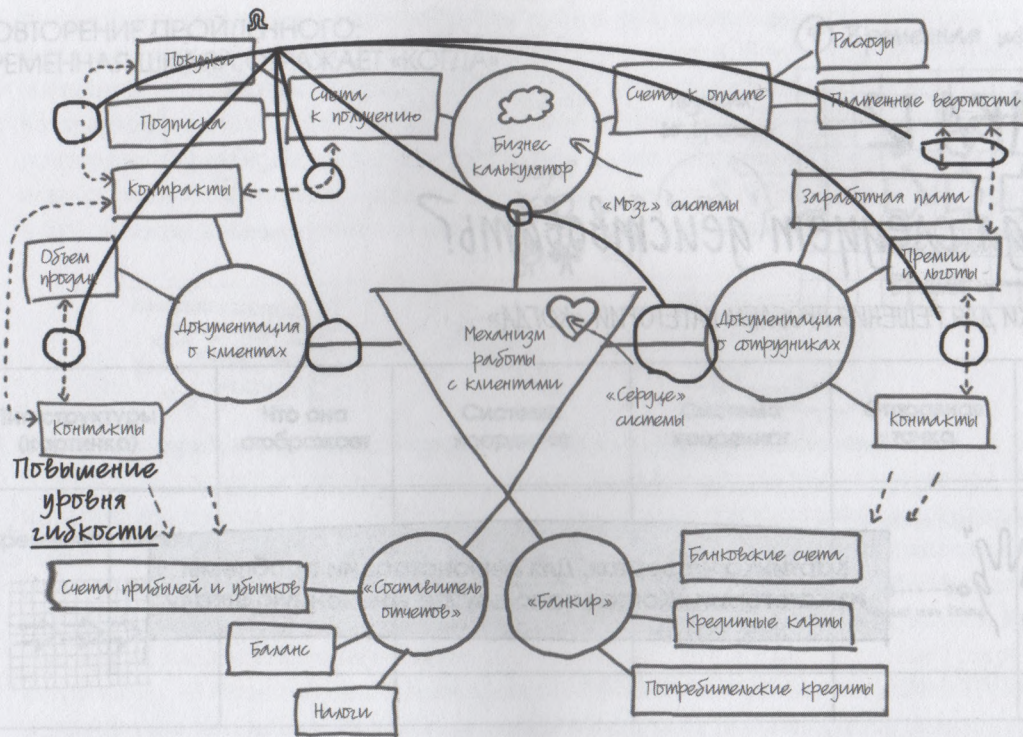 Расходы
Покупки
Счета
к получению
Счета к оплате
Платежные ведомости
Подписка
Бизнес
калькулятор
Контракты
«Мозг» системы
Заработная плата
Объем
продаж
Премии
и льготы
Документация
о клиентах
Механизм
работы
с клиентами
Документация
о сотрудниках
«Сердце»
системы
Контакты
Контакты
Повышение
уровня
гибкости
Счета прибылей и убытков
«Составитель
отчетов»
«Банкир»
Банковские счета
Баланс
Кредитные карты
Налоги
Потребительские кредиты